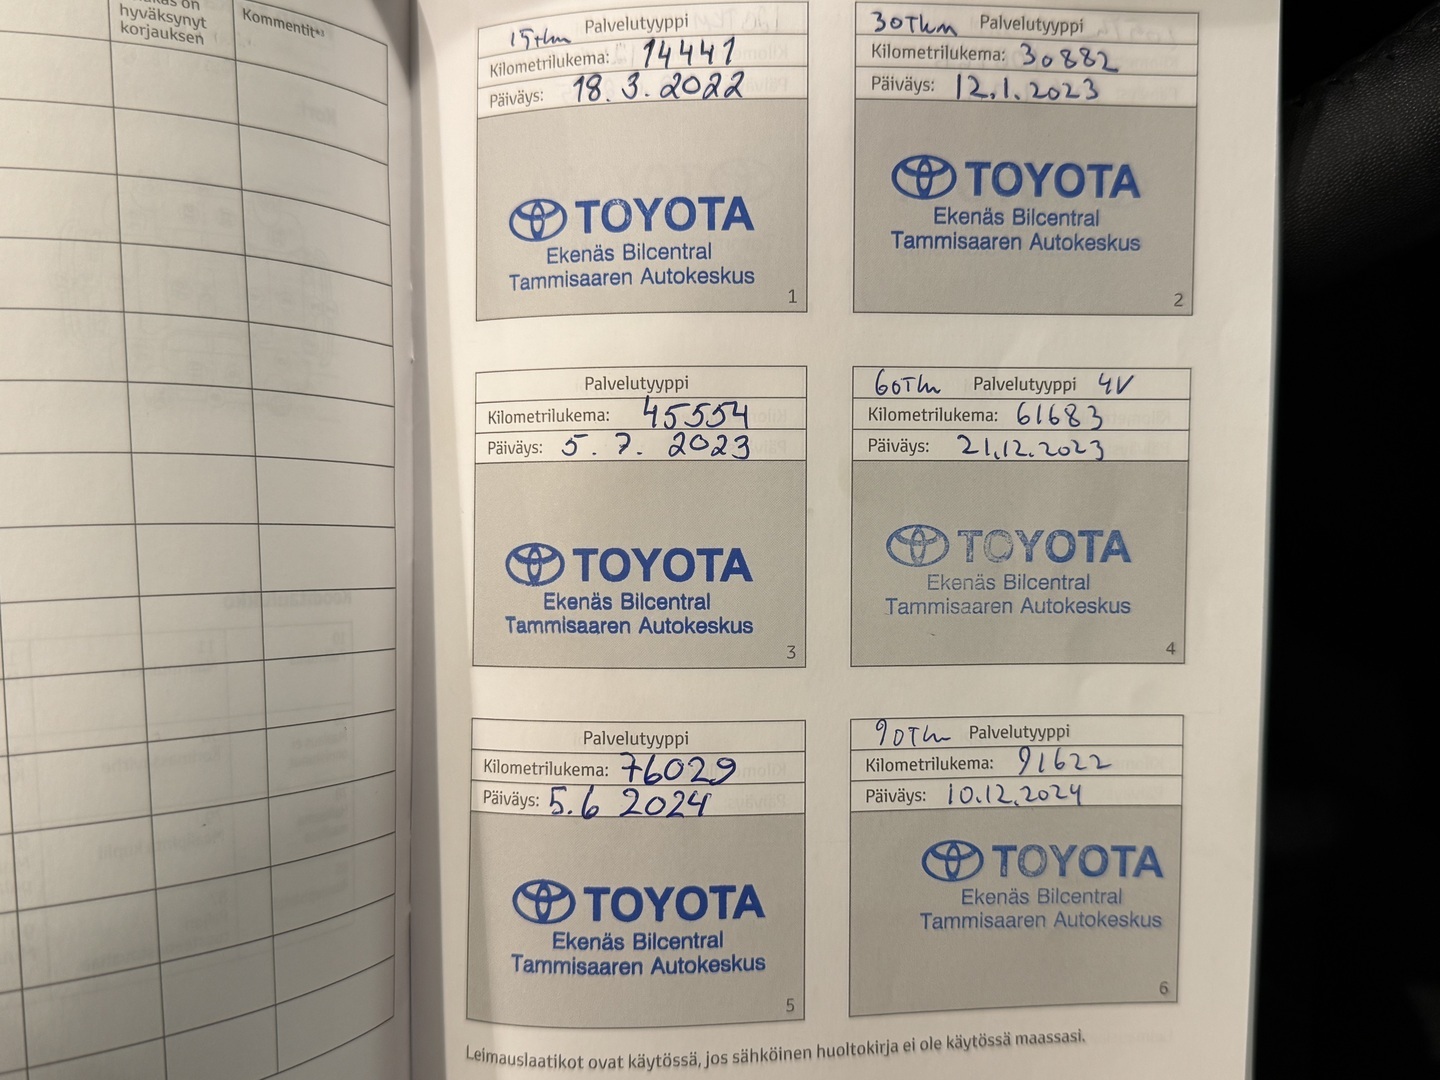 hyväksynyt
korjauksen
Kommentit*³
15tkm Palvelutyyppi
Kilometrilukema: 14441
Päiväys: 18.3.2022
TOYOTA
Ekenäs Bilcentral
Tammisaaren Autokeskus
1
30Tkm Palvelutyyppi
Kilometrilukema: 30882
Päiväys: 12.1.2023
TOYOTA
Ekenäs Bilcentral
Tammisaaren Autokeskus
2
Palvelutyyppi
Kilometrilukema: 45554
Päiväys: 5.7.2023
TOYOTA
Ekenäs Bilcentral
Tammisaaren Autokeskus
3
60Tkm Palvelutyyppi 4V
Kilometrilukema: 61683
Päiväys: 21.12.2023
TOYOTA
Ekenäs Bilcentral
Tammisaaren Autokeskus
4
Palvelutyyppi
Kilometrilukema: 76029
Päiväys: 5.6 2024
TOYOTA
Ekenäs Bilcentral
Tammisaaren Autokeskus
5
90Tkm Palvelutyyppi
Kilometrilukema: 91622
Päiväys: 10.12.2024
TOYOTA
Ekenäs Bilcentral
Tammisaaren Autokeskus
6
Leimauslaatikot ovat käytössä, jos sähköinen huoltokirja ei ole käytössä maassasi.